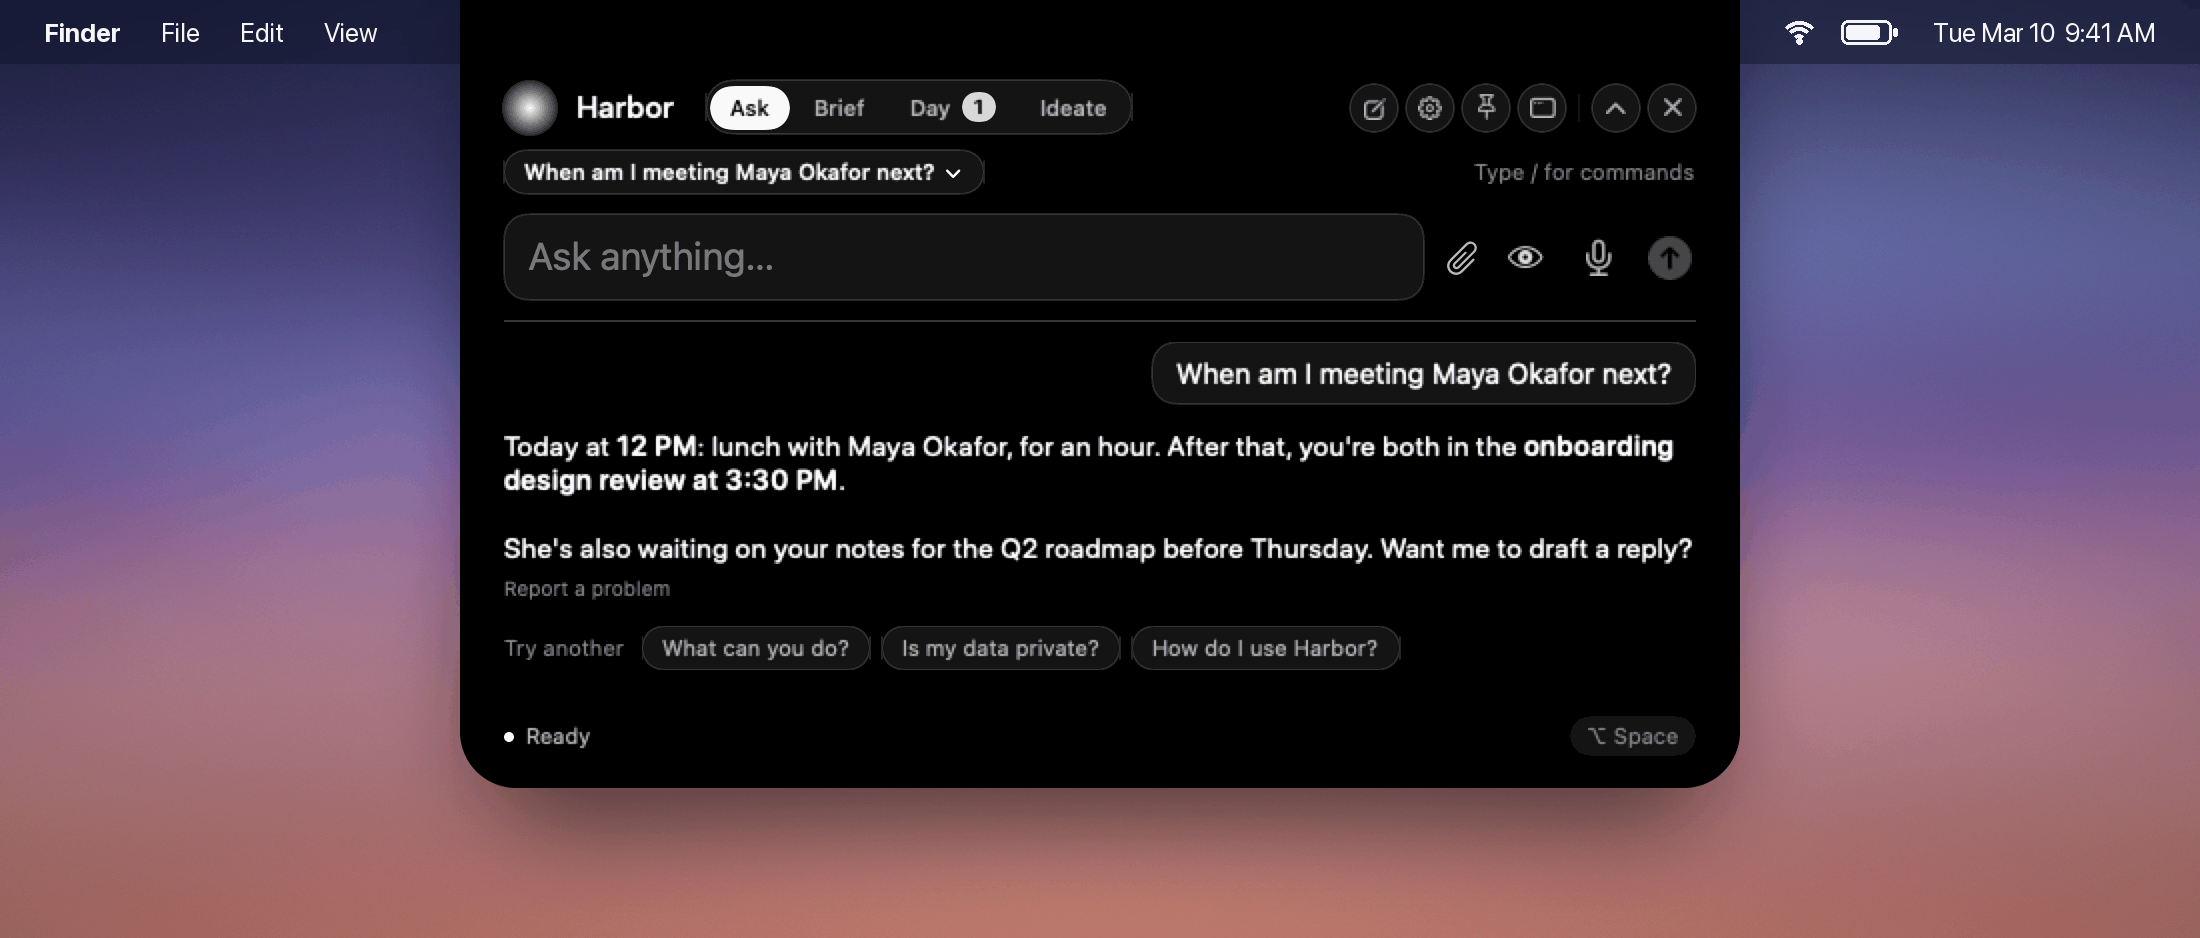 Finder File Edit View
Tue Mar 10 9:41 AM
Harbor
Ask Brief Day 1 Ideate
When am I meeting Maya Okafor next?
Type / for commands
Ask anything...
When am I meeting Maya Okafor next?
Today at 12 PM: lunch with Maya Okafor, for an hour. After that, you're both in the onboarding
design review at 3:30 PM.
She's also waiting on your notes for the Q2 roadmap before Thursday. Want me to draft a reply?
Report a problem
Try another What can you do? Is my data private? How do I use Harbor?
Ready
⌥ Space